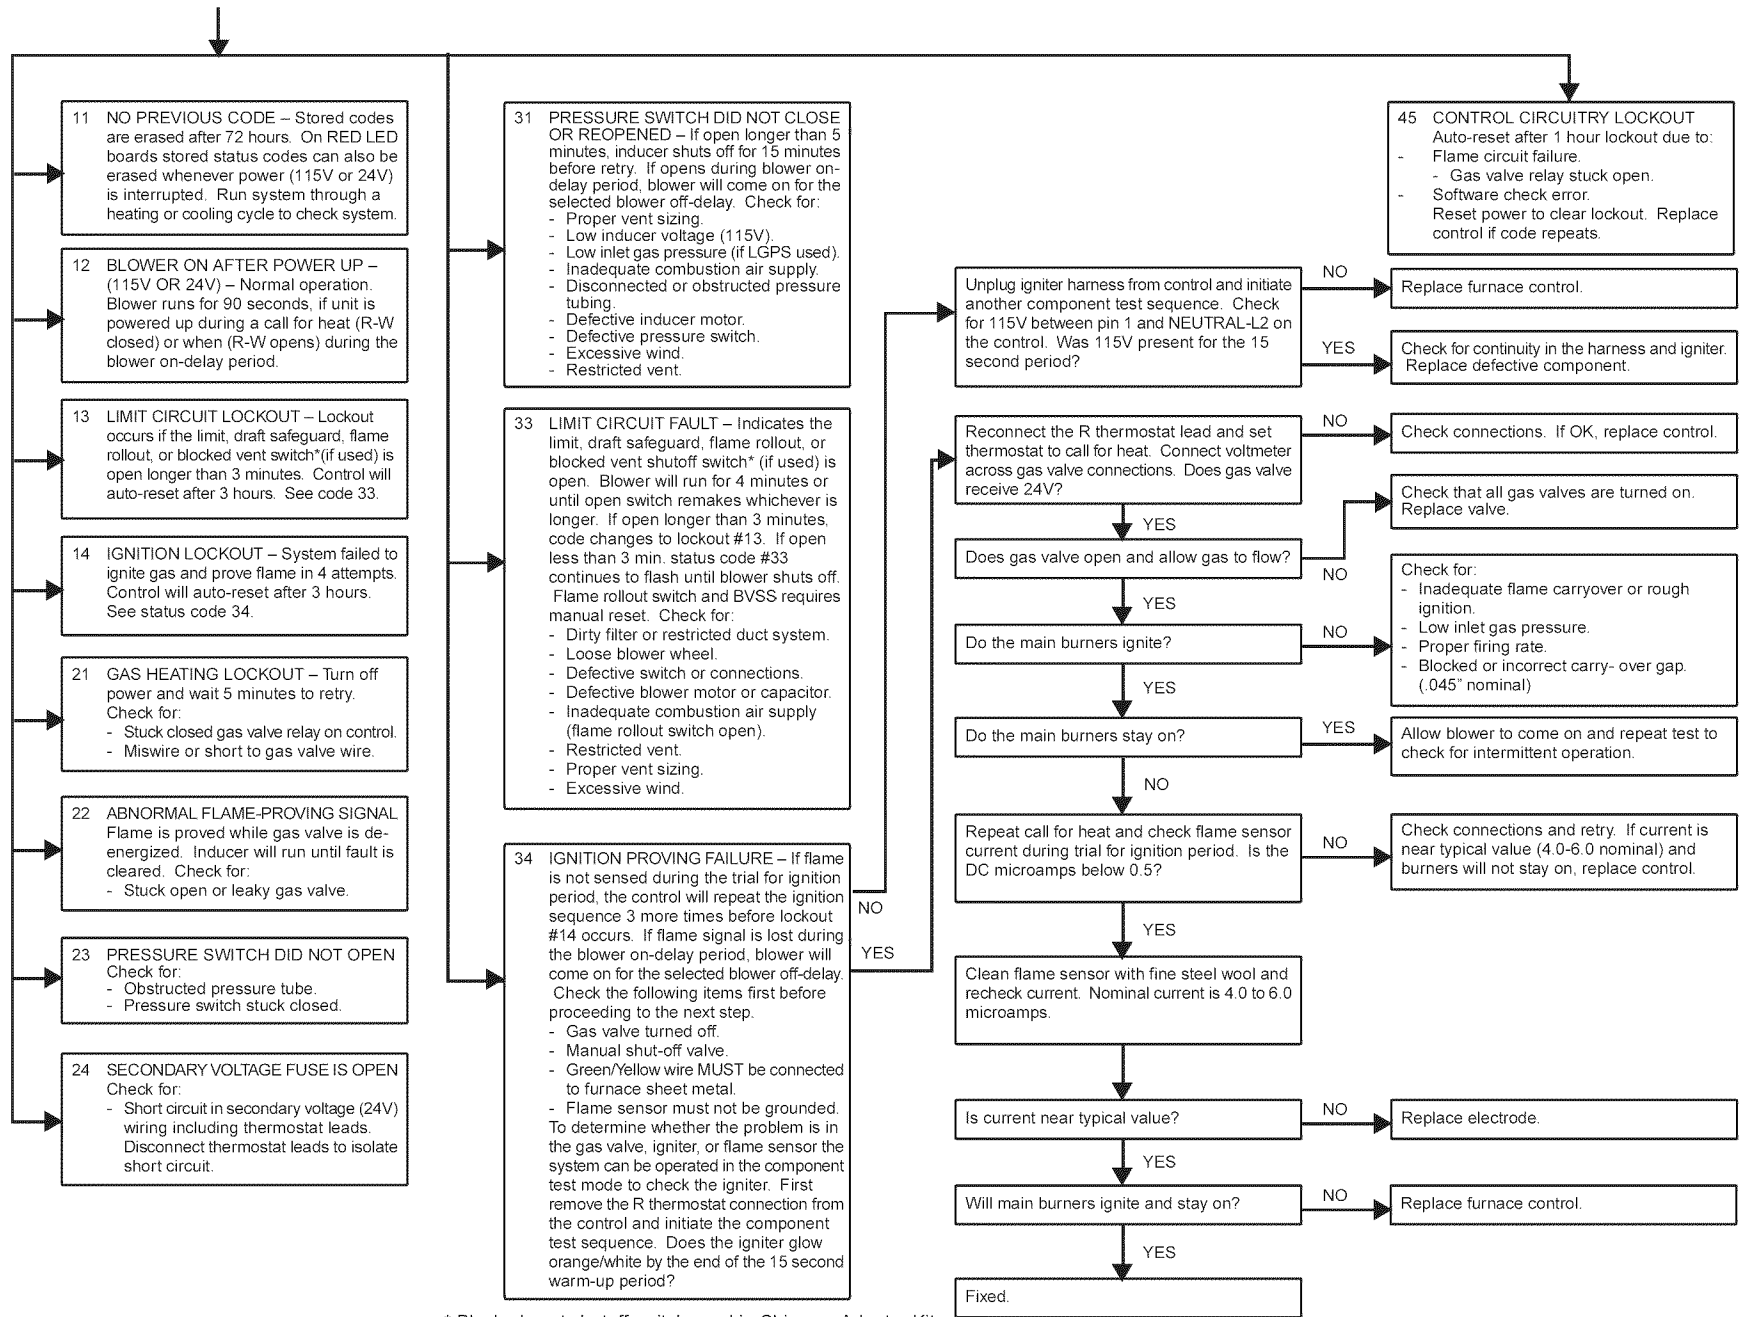 11 NO PREVIOUS CODE – Stored codes
are erased after 72 hours. On RED LED
boards stored status codes can also be
erased whenever power (115V or 24V)
is interrupted. Run system through a
heating or cooling cycle to check system.
12 BLOWER ON AFTER POWER UP –
(115V OR 24V) – Normal operation.
Blower runs for 90 seconds, if unit is
powered up during a call for heat (R-W
closed) or when (R-W opens) during the
blower on-delay period.
13 LIMIT CIRCUIT LOCKOUT – Lockout
occurs if the limit, draft safeguard, flame
rollout, or blocked vent switch*(if used) is
open longer than 3 minutes. Control will
auto-reset after 3 hours. See code 33.
14 IGNITION LOCKOUT – System failed to
ignite gas and prove flame in 4 attempts.
Control will auto-reset after 3 hours.
See status code 34.
21 GAS HEATING LOCKOUT – Turn off
power and wait 5 minutes to retry.
Check for:
- Stuck closed gas valve relay on control.
- Miswire or short to gas valve wire.
22 ABNORMAL FLAME-PROVING SIGNAL
Flame is proved while gas valve is de-
energized. Inducer will run until fault is
cleared. Check for:
- Stuck open or leaky gas valve.
23 PRESSURE SWITCH DID NOT OPEN
Check for:
- Obstructed pressure tube.
- Pressure switch stuck closed.
24 SECONDARY VOLTAGE FUSE IS OPEN
Check for:
- Short circuit in secondary voltage (24V)
wiring including thermostat leads.
Disconnect thermostat leads to isolate
short circuit.
31 PRESSURE SWITCH DID NOT CLOSE
OR REOPENED – If open longer than 5
minutes, inducer shuts off for 15 minutes
before retry. If opens during blower on-
delay period, blower will come on for the
selected blower off-delay. Check for:
- Proper vent sizing.
- Low inducer voltage (115V).
- Low inlet gas pressure (if LGPS used).
- Inadequate combustion air supply.
- Disconnected or obstructed pressure
tubing.
- Defective inducer motor.
- Defective pressure switch.
- Excessive wind.
- Restricted vent.
33 LIMIT CIRCUIT FAULT – Indicates the
limit, draft safeguard, flame rollout, or
blocked vent shutoff switch* (if used) is
open. Blower will run for 4 minutes or
until open switch remakes whichever is
longer. If open longer than 3 minutes,
code changes to lockout #13. If open
less than 3 min. status code #33
continues to flash until blower shuts off.
Flame rollout switch and BVSS requires
manual reset. Check for:
- Dirty filter or restricted duct system.
- Loose blower wheel.
- Defective switch or connections.
- Defective blower motor or capacitor.
- Inadequate combustion air supply
(flame rollout switch open).
- Restricted vent.
- Proper vent sizing.
- Excessive wind.
34 IGNITION PROVING FAILURE – If flame
is not sensed during the trial for ignition
period, the control will repeat the ignition
sequence 3 more times before lockout
#14 occurs. If flame signal is lost during
the blower on-delay period, blower will
come on for the selected blower off-delay.
Check the following items first before
proceeding to the next step.
- Gas valve turned off.
- Manual shut-off valve.
- Green/Yellow wire MUST be connected
to furnace sheet metal.
- Flame sensor must not be grounded.
To determine whether the problem is in
the gas valve, igniter, or flame sensor the
system can be operated in the component
test mode to check the igniter. First
remove the R thermostat connection from
the control and initiate the component
test sequence. Does the igniter glow
orange/white by the end of the 15 second
warm-up period?
NO
YES
45 CONTROL CIRCUITRY LOCKOUT
Auto-reset after 1 hour lockout due to:
- Flame circuit failure.
- Gas valve relay stuck open.
- Software check error.
Reset power to clear lockout. Replace
control if code repeats.
Unplug igniter harness from control and initiate
another component test sequence. Check
for 115V between pin 1 and NEUTRAL-L2 on
the control. Was 115V present for the 15
second period?
NO
Replace furnace control.
YES
Check for continuity in the harness and igniter.
Replace defective component.
Reconnect the R thermostat lead and set
thermostat to call for heat. Connect voltmeter
across gas valve connections. Does gas valve
receive 24V?
NO
Check connections. If OK, replace control.
YES
Does gas valve open and allow gas to flow?
NO
Check that all gas valves are turned on.
Replace valve.
YES
Do the main burners ignite?
NO
Check for:
- Inadequate flame carryover or rough
ignition.
- Low inlet gas pressure.
- Proper firing rate.
- Blocked or incorrect carry- over gap.
(.045" nominal)
YES
Do the main burners stay on?
YES
Allow blower to come on and repeat test to
check for intermittent operation.
NO
Repeat call for heat and check flame sensor
current during trial for ignition period. Is the
DC microamps below 0.5?
NO
Check connections and retry. If current is
near typical value (4.0-6.0 nominal) and
burners will not stay on, replace control.
YES
Clean flame sensor with fine steel wool and
recheck current. Nominal current is 4.0 to 6.0
microamps.
Is current near typical value?
NO
Replace electrode.
YES
Will main burners ignite and stay on?
NO
Replace furnace control.
YES
Fixed.